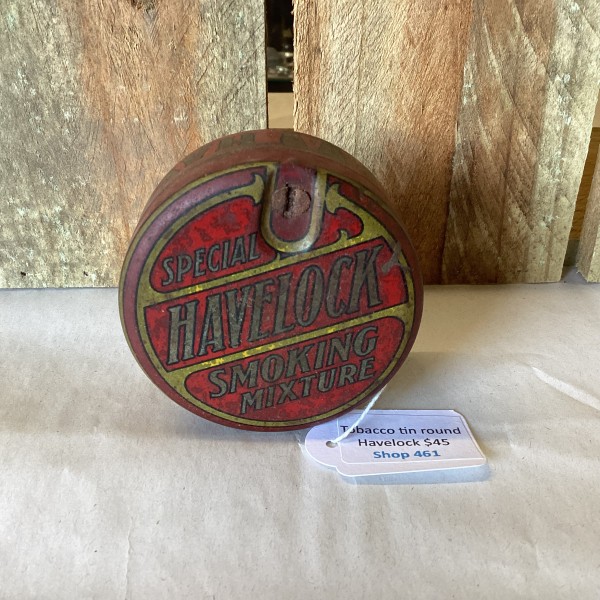 SPECIAL
HAVELOCK
SMOKING
MIXTURE
Tobacco tin round
Havelock $45
Shop 461